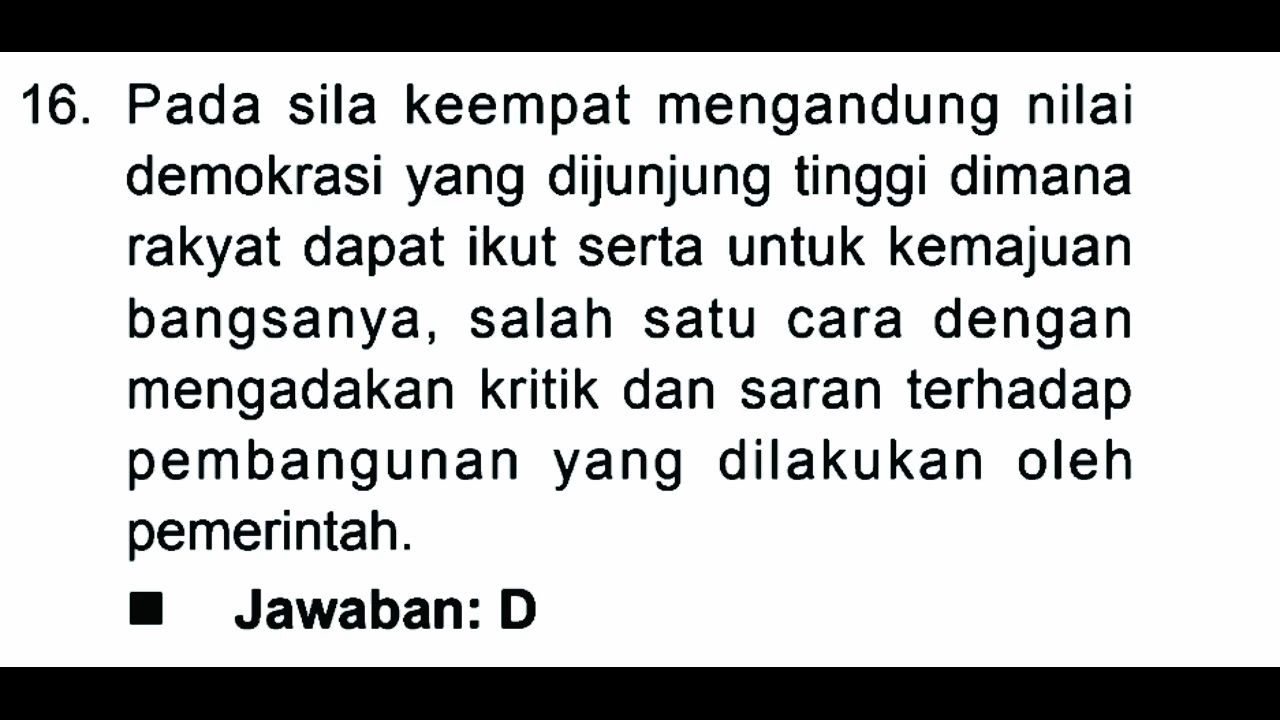 16. Pada sila keempat mengandung nilai
demokrasi yang dijunjung tinggi dimana
rakyat dapat ikut serta untuk kemajuan
bangsanya, salah satu cara dengan
mengadakan kritik dan saran terhadap
pembangunan yang dilakukan oleh
pemerintah.
■ Jawaban: D